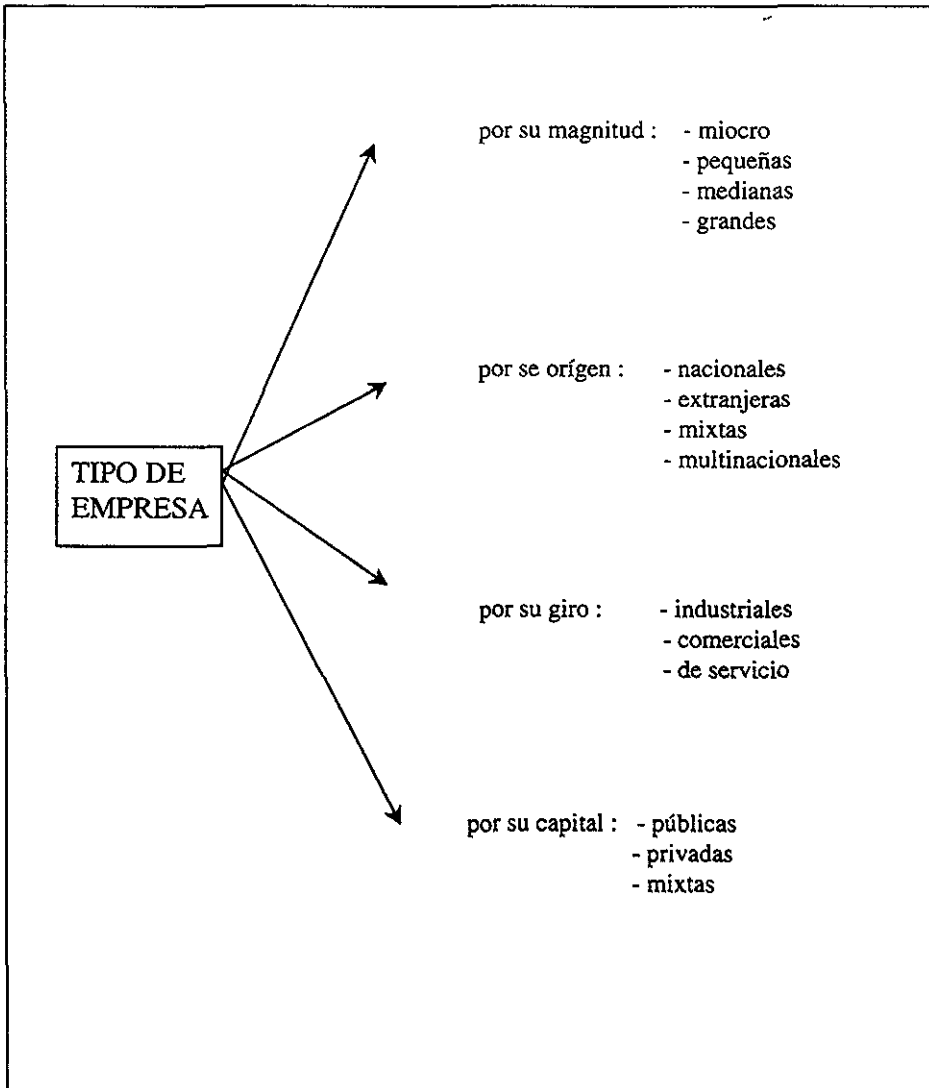 por su magnitud : - miocro
- pequeñas
- medianas
- grandes
por se orígen : - nacionales
- extranjeras
- mixtas
- multinacionales
TIPO DE
EMPRESA
por su giro : - industriales
- comerciales
- de servicio
por su capital : - públicas
- privadas
- mixtas